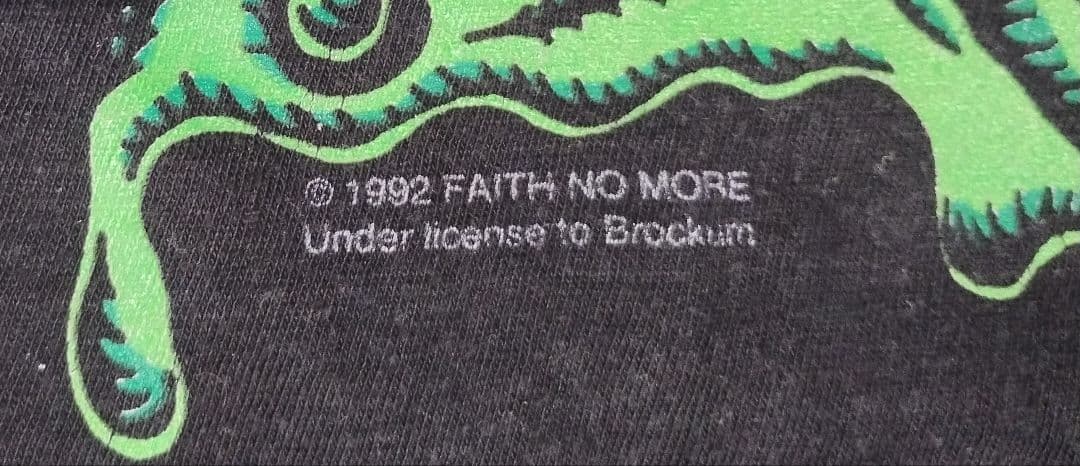 © 1992 FAITH NO MORE
Under license to Brockum